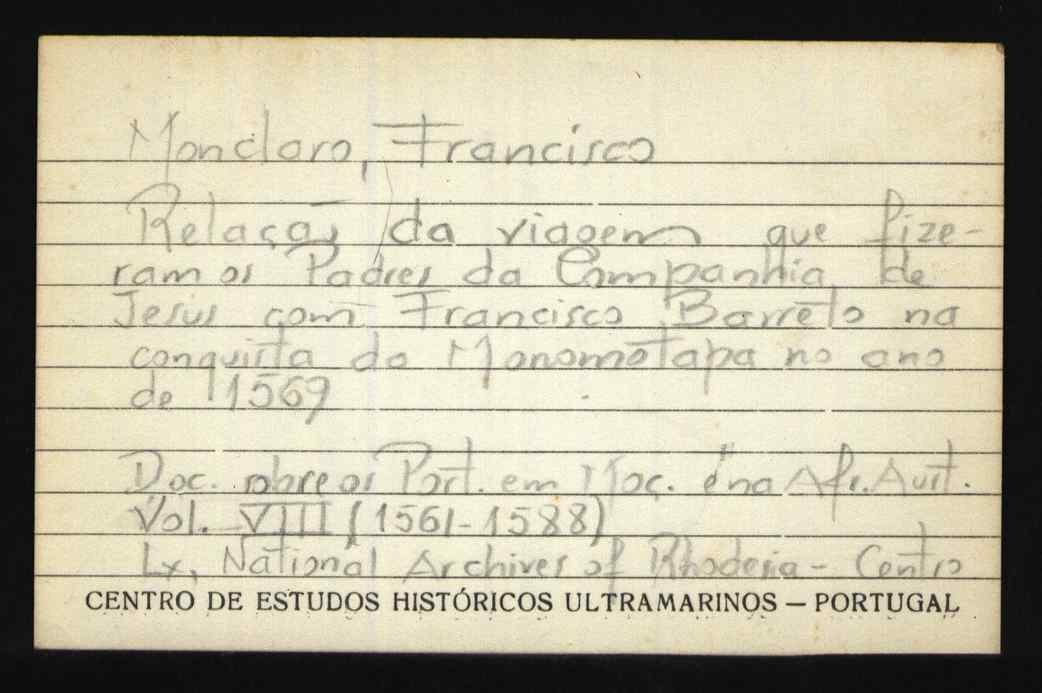 Monclaro, Francisco
Relação da viagem que fize-
ram os Padres da Companhia de
Jesus com Francisco Barreto na
conquista do Monomotapa no ano
de 1569
Doc. sobre os Port. em Moç. e na Afr. Aust.
Vol. VIII (1561-1588)
Lx, National Archives of Rhodesia - Centro
CENTRO DE ESTUDOS HISTÓRICOS ULTRAMARINOS — PORTUGAL